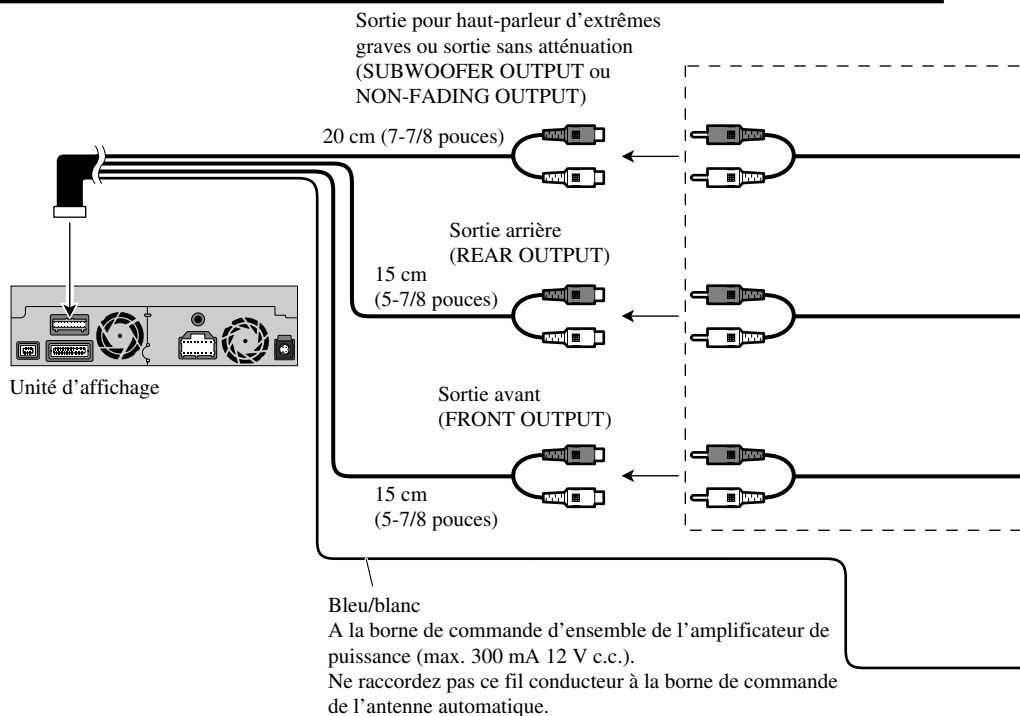 Sortie pour haut-parleur d'extrêmes
graves ou sortie sans atténuation
(SUBWOOFER OUTPUT ou
NON-FADING OUTPUT)
20 cm (7-7/8 pouces)
Sortie arrière
(REAR OUTPUT)
15 cm
(5-7/8 pouces)
Unité d'affichage
Sortie avant
(FRONT OUTPUT)
15 cm
(5-7/8 pouces)
Bleu/blanc
A la borne de commande d'ensemble de l'amplificateur de
puissance (max. 300 mA 12 V c.c.).
Ne raccordez pas ce fil conducteur à la borne de commande
de l'antenne automatique.